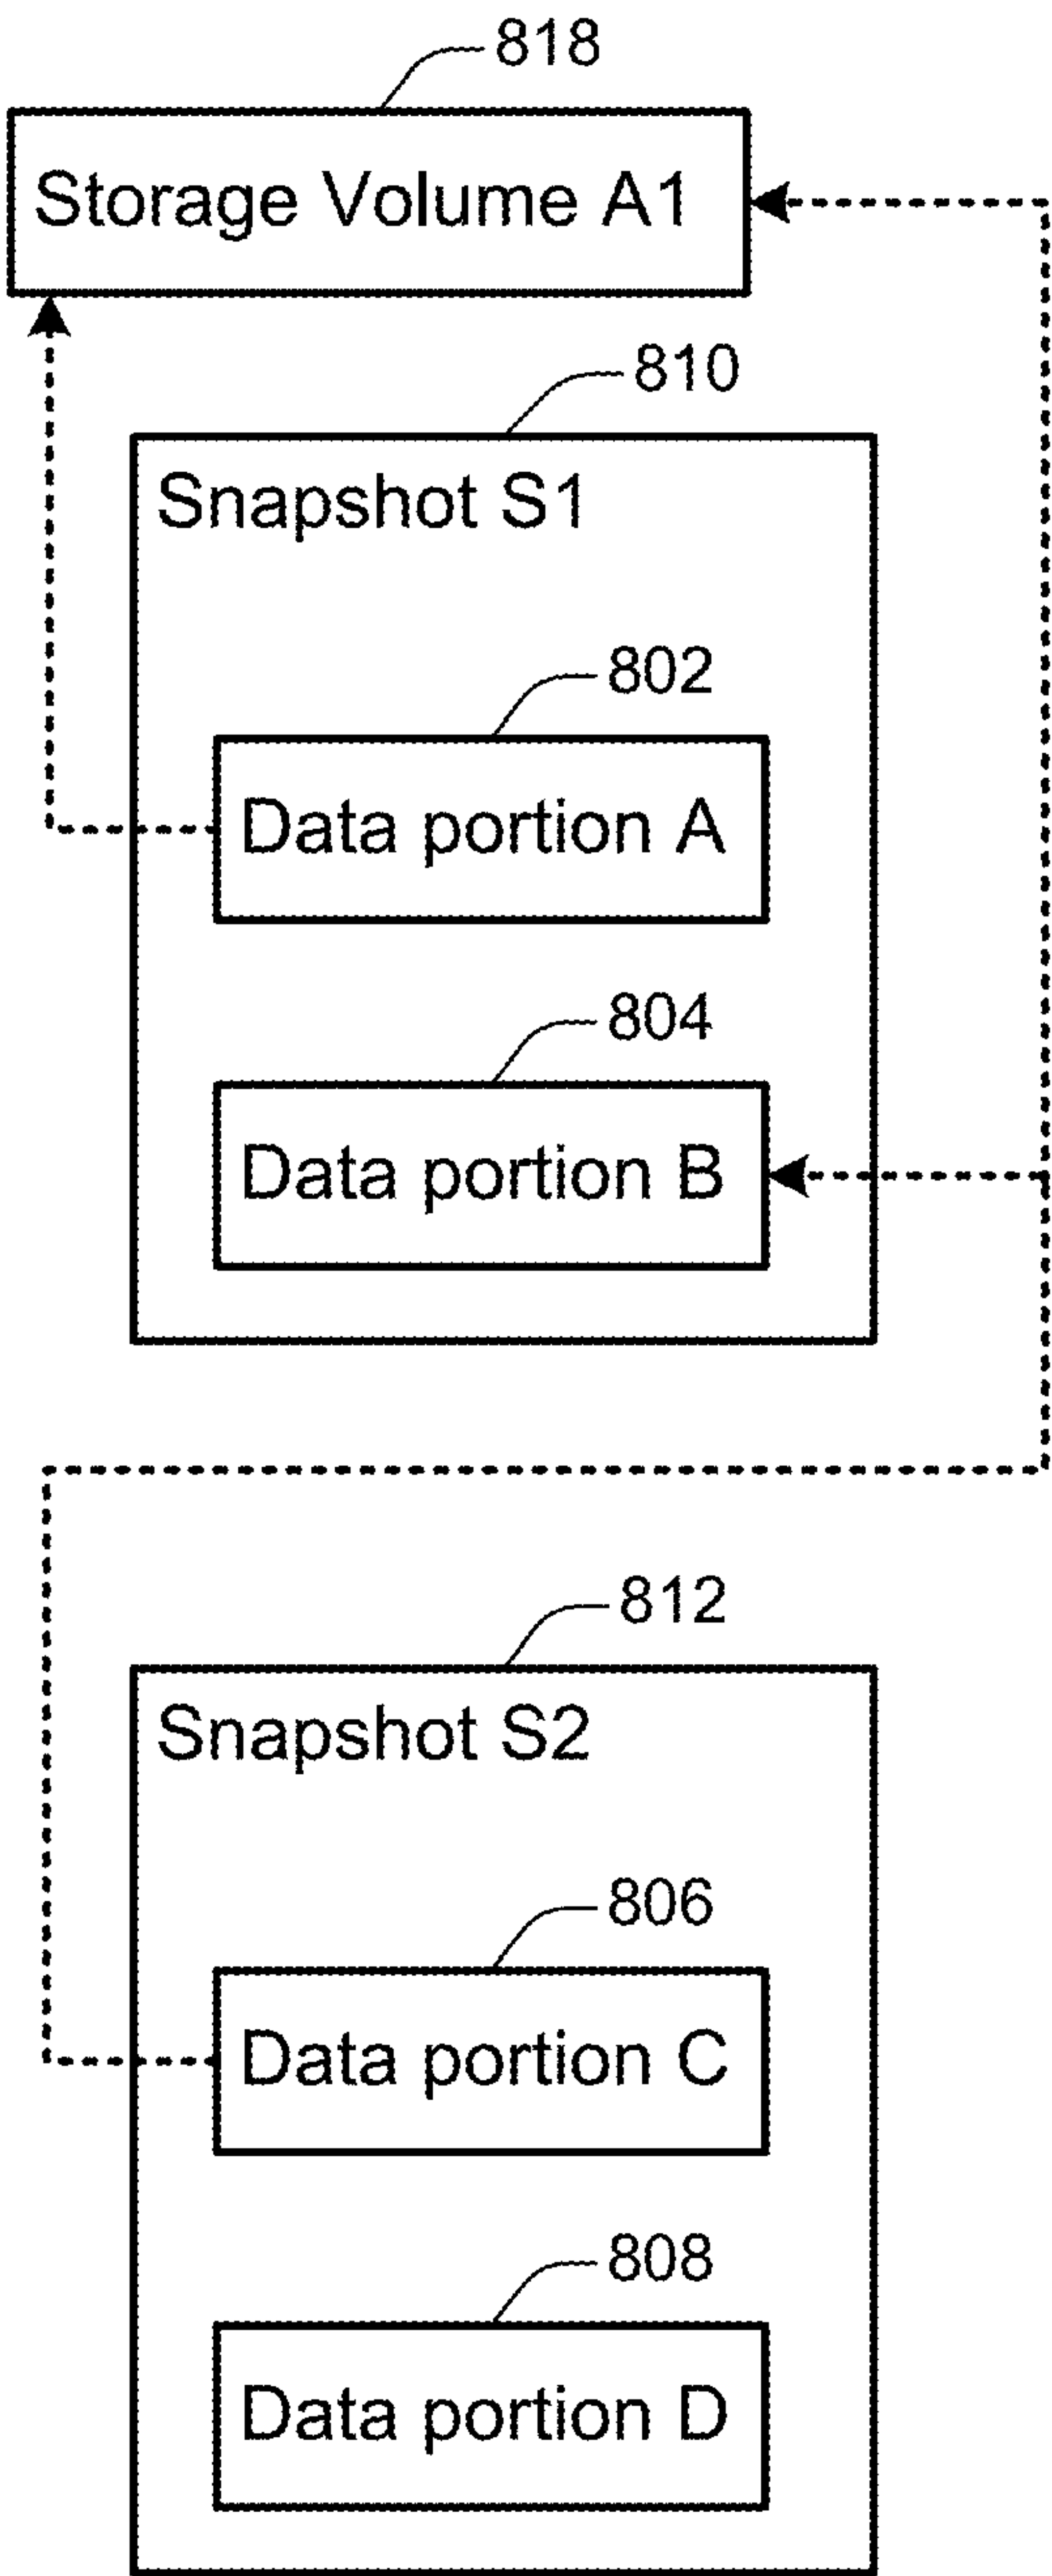 818
Storage Volume A1
810
Snapshot S1
802
Data portion A
804
Data portion B
812
Snapshot S2
806
Data portion C
808
Data portion D